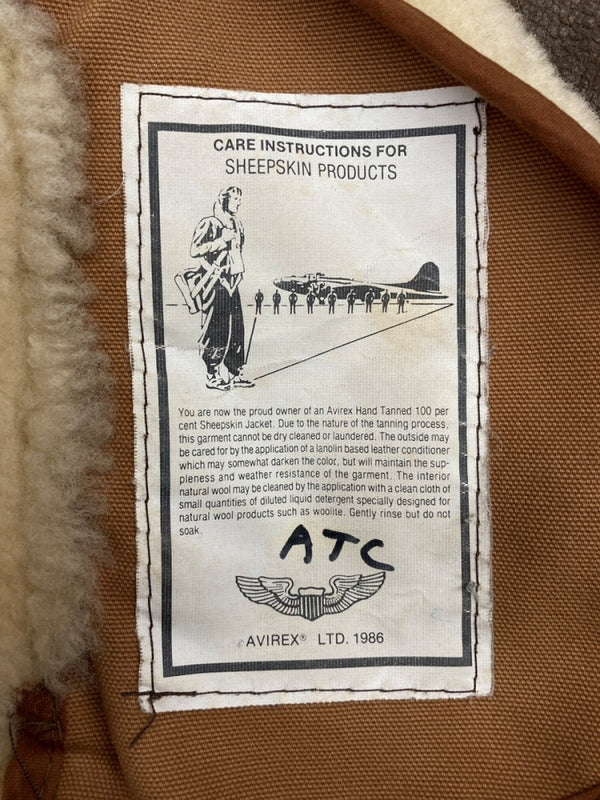 CARE INSTRUCTIONS FOR
SHEEPSKIN PRODUCTS
You are now the proud owner of an Avirex Hand Tanned 100 per
cent Sheepskin Jacket. Due to the nature of the tanning process,
this garment cannot be dry cleaned or laundered. The outside may
be cared for by the application of a lanolin based leather conditioner
which may somewhat darken the color, but will maintain the sup-
pleness and weather resistance of the garment. The interior
natural wool may be cleaned by the application with a clean cloth of
small quantities of diluted liquid detergent specially designed for
natural wool products such as woolite. Gently rinse but do not
soak.
ATC
©AVIREX® LTD. 1986